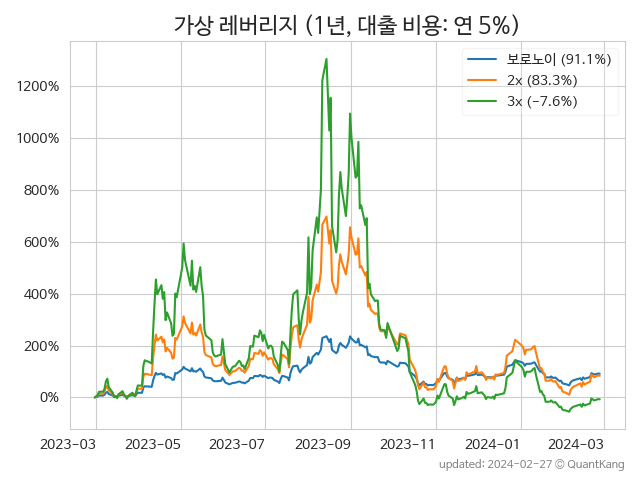 가상 레버리지 (1년, 대출 비용: 연 5%)
보로노이 (91.1%)
2x (83.3%)
3x (-7.6%)
1200%
1000%
800%
600%
400%
200%
0%
2023-03 2023-05 2023-07 2023-09 2023-11 2024-01 2024-03
updated: 2024-02-27 © QuantKang